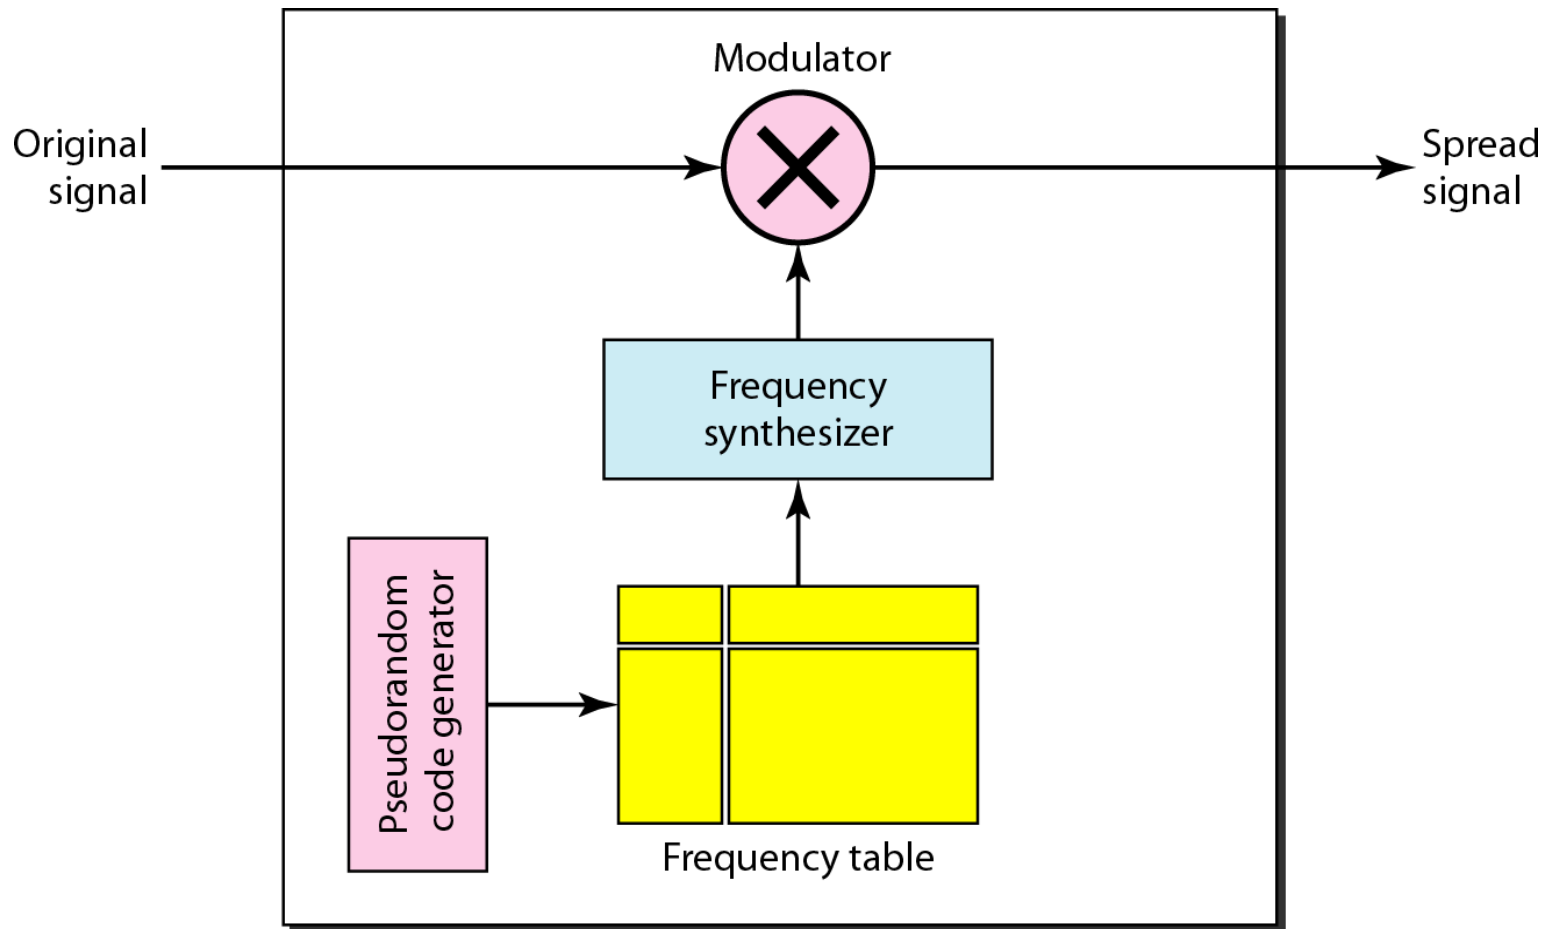 Modulator
Original
signal
Spread
signal
Frequency
synthesizer
Pseudorandom
code generator
Frequency table